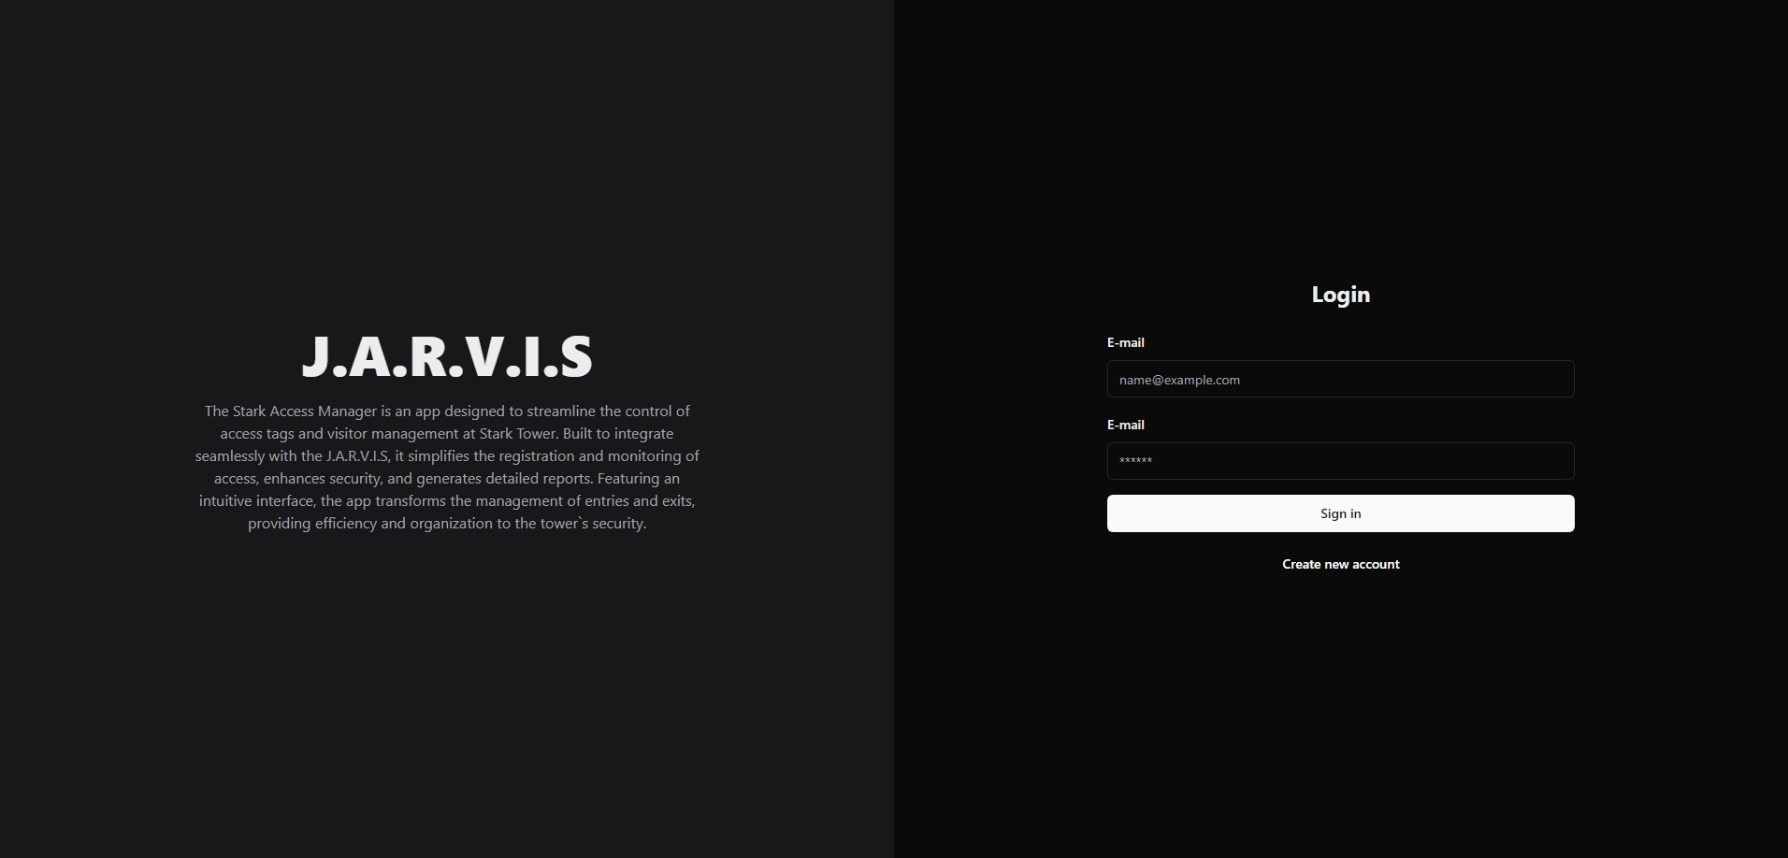 J.A.R.V.I.S
The Stark Access Manager is an app designed to streamline the control of
access tags and visitor management at Stark Tower. Built to integrate
seamlessly with the J.A.R.V.I.S, it simplifies the registration and monitoring of
access, enhances security, and generates detailed reports. Featuring an
intuitive interface, the app transforms the management of entries and exits,
providing efficiency and organization to the tower`s security.
Login
E-mail
name@example.com
E-mail
******
Sign in
Create new account